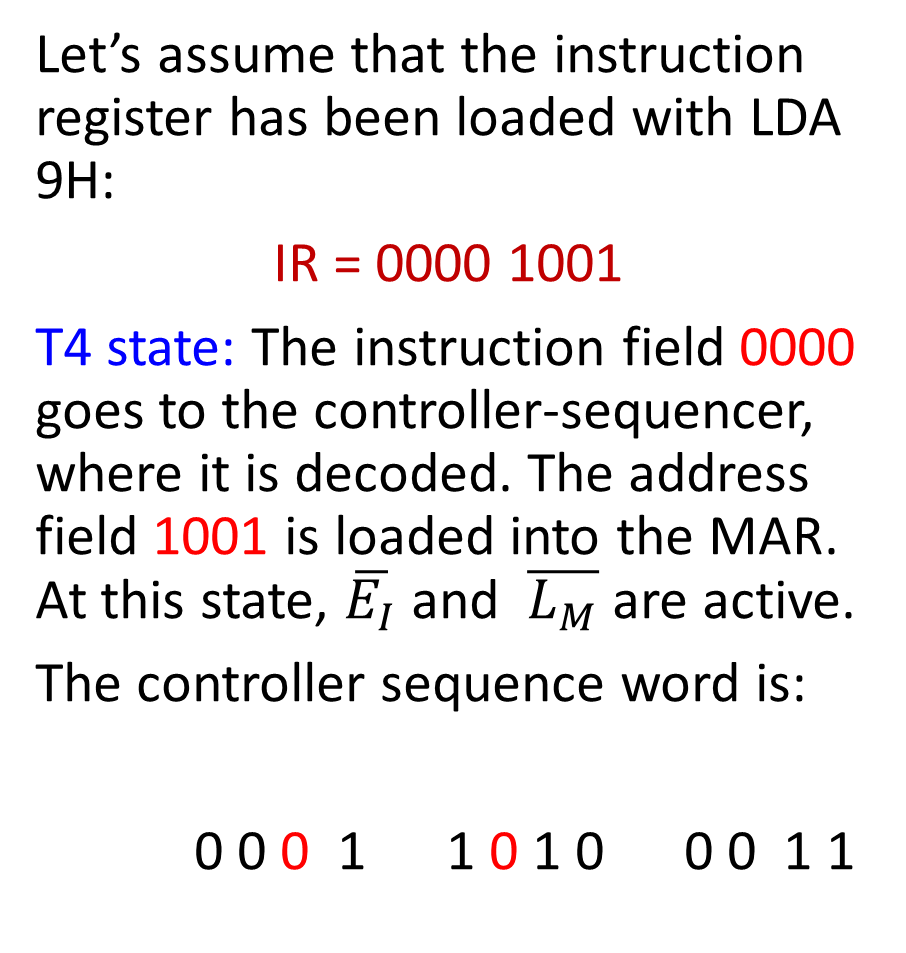 Let’s assume that the instruction
register has been loaded with LDA
9H:
IR = 0000 1001
T4 state: The instruction field 0000
goes to the controller-sequencer,
where it is decoded. The address
field 1001 is loaded into the MAR.
At this state, $\overline{E_I}$ and $\overline{L_M}$ are active.
The controller sequence word is:
0 0 0 1 1 0 1 0 0 0 1 1